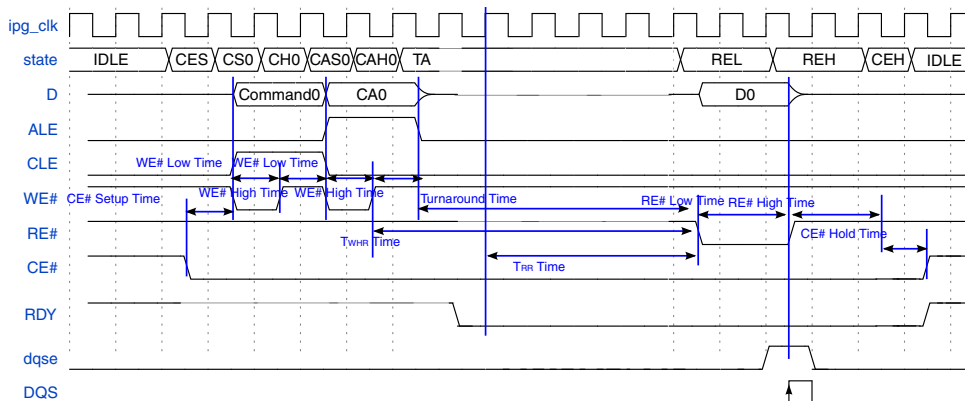 ipg_clk
state IDLE CES CS0 CH0 CAS0 CAH0 TA REL REH CEH IDLE
D Command0 CA0 D0
ALE
CLE WE# Low Time WE# Low Time
WE# CE# Setup Time WE# High Time WE# High Time Turnaround Time RE# Low Time RE# High Time
RE# TWHR Time CE# Hold Time
CE# TRR Time
RDY
dqse
DQS